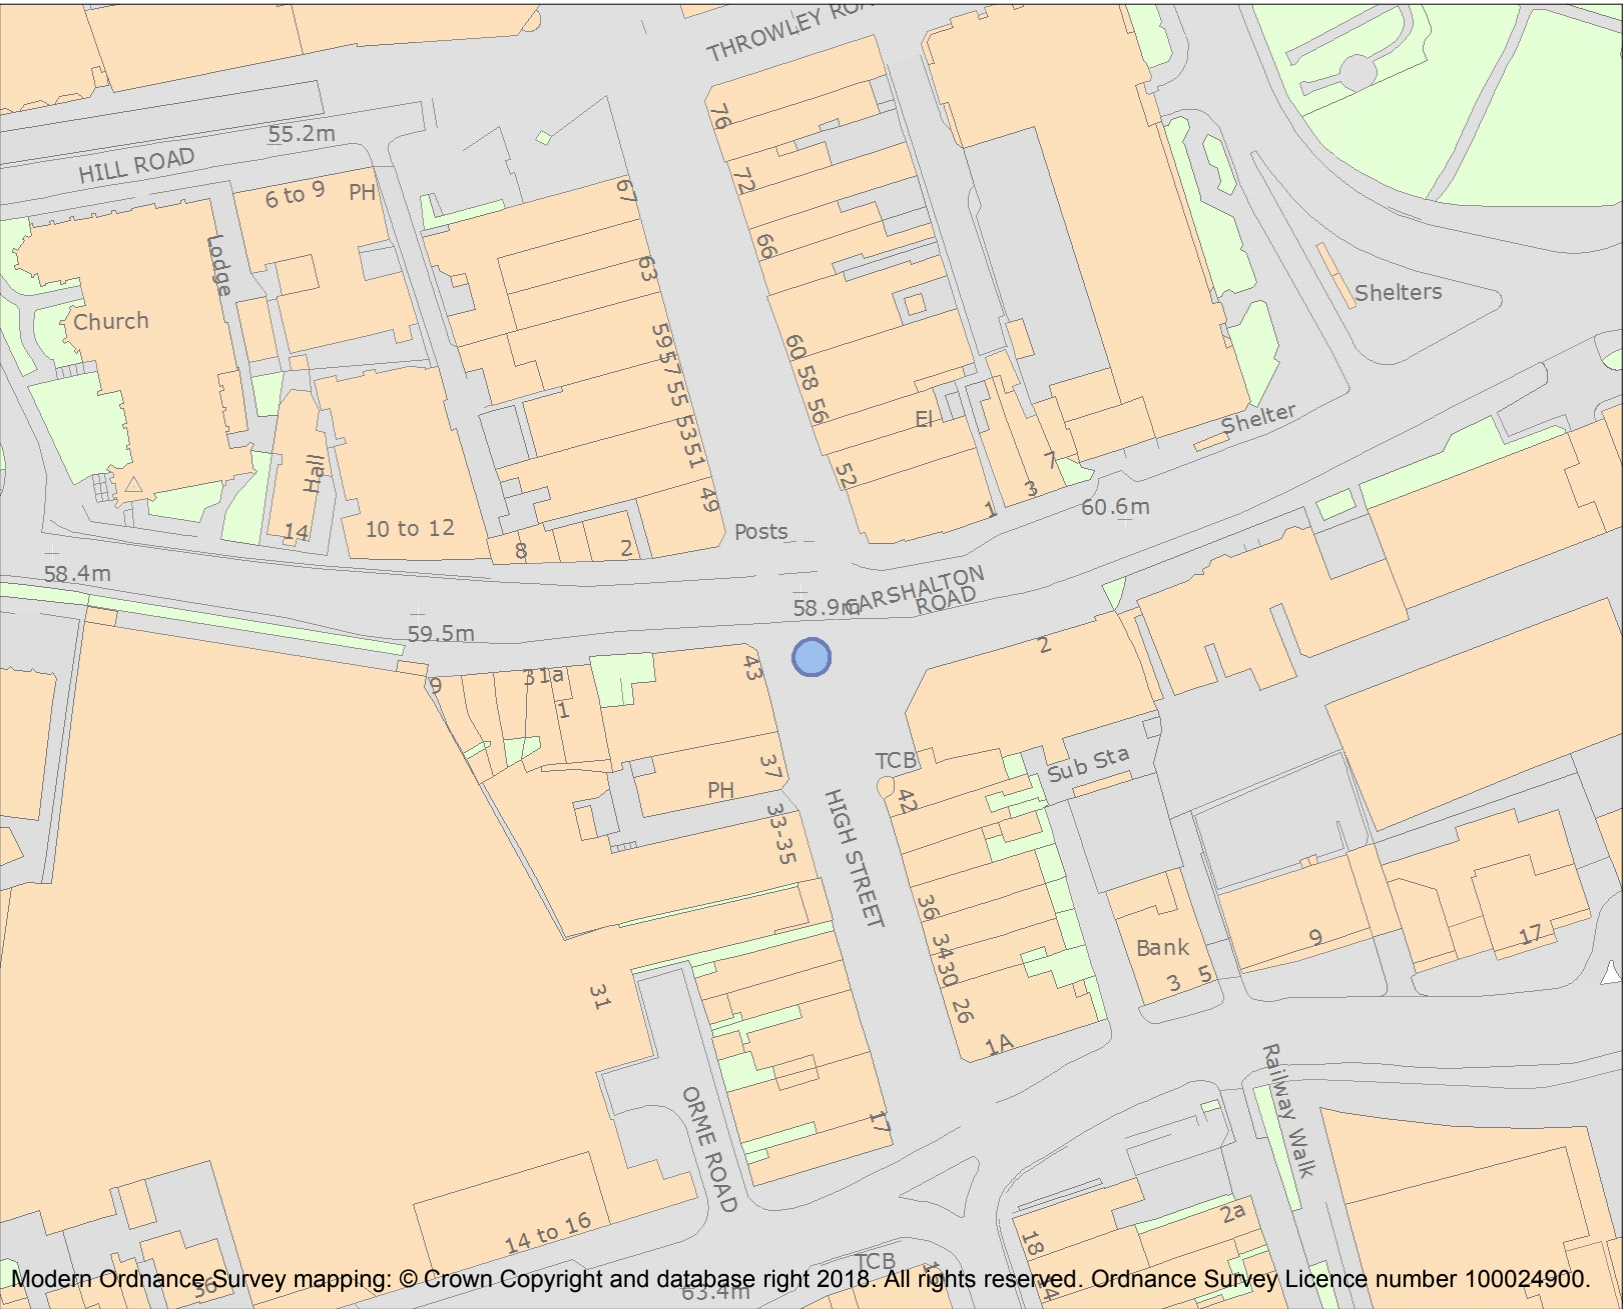 THROWLEY ROA
55.2m
HILL ROAD
6 to 9
PH
76
67
72
Lodge
66
63
Shelters
Church
59
57
55
53
51
49
60
58
56
El
Shelter
52
7
3
1
60.6m
Hall
14
10 to 12
8
2
Posts
58.4m
CARSHALTON
ROAD
58.9m
59.5m
2
43
9
31a
1
37
PH
TCB
Sub Sta
42
33-35
HIGH STREET
36
34
30
26
1A
Bank
3
5
9
17
31
ORME ROAD
17
Railway Walk
14 to 16
18
2a
TCB
36
63.4m
Modern Ordnance Survey mapping: © Crown Copyright and database right 2018. All rights reserved. Ordnance Survey Licence number 100024900.